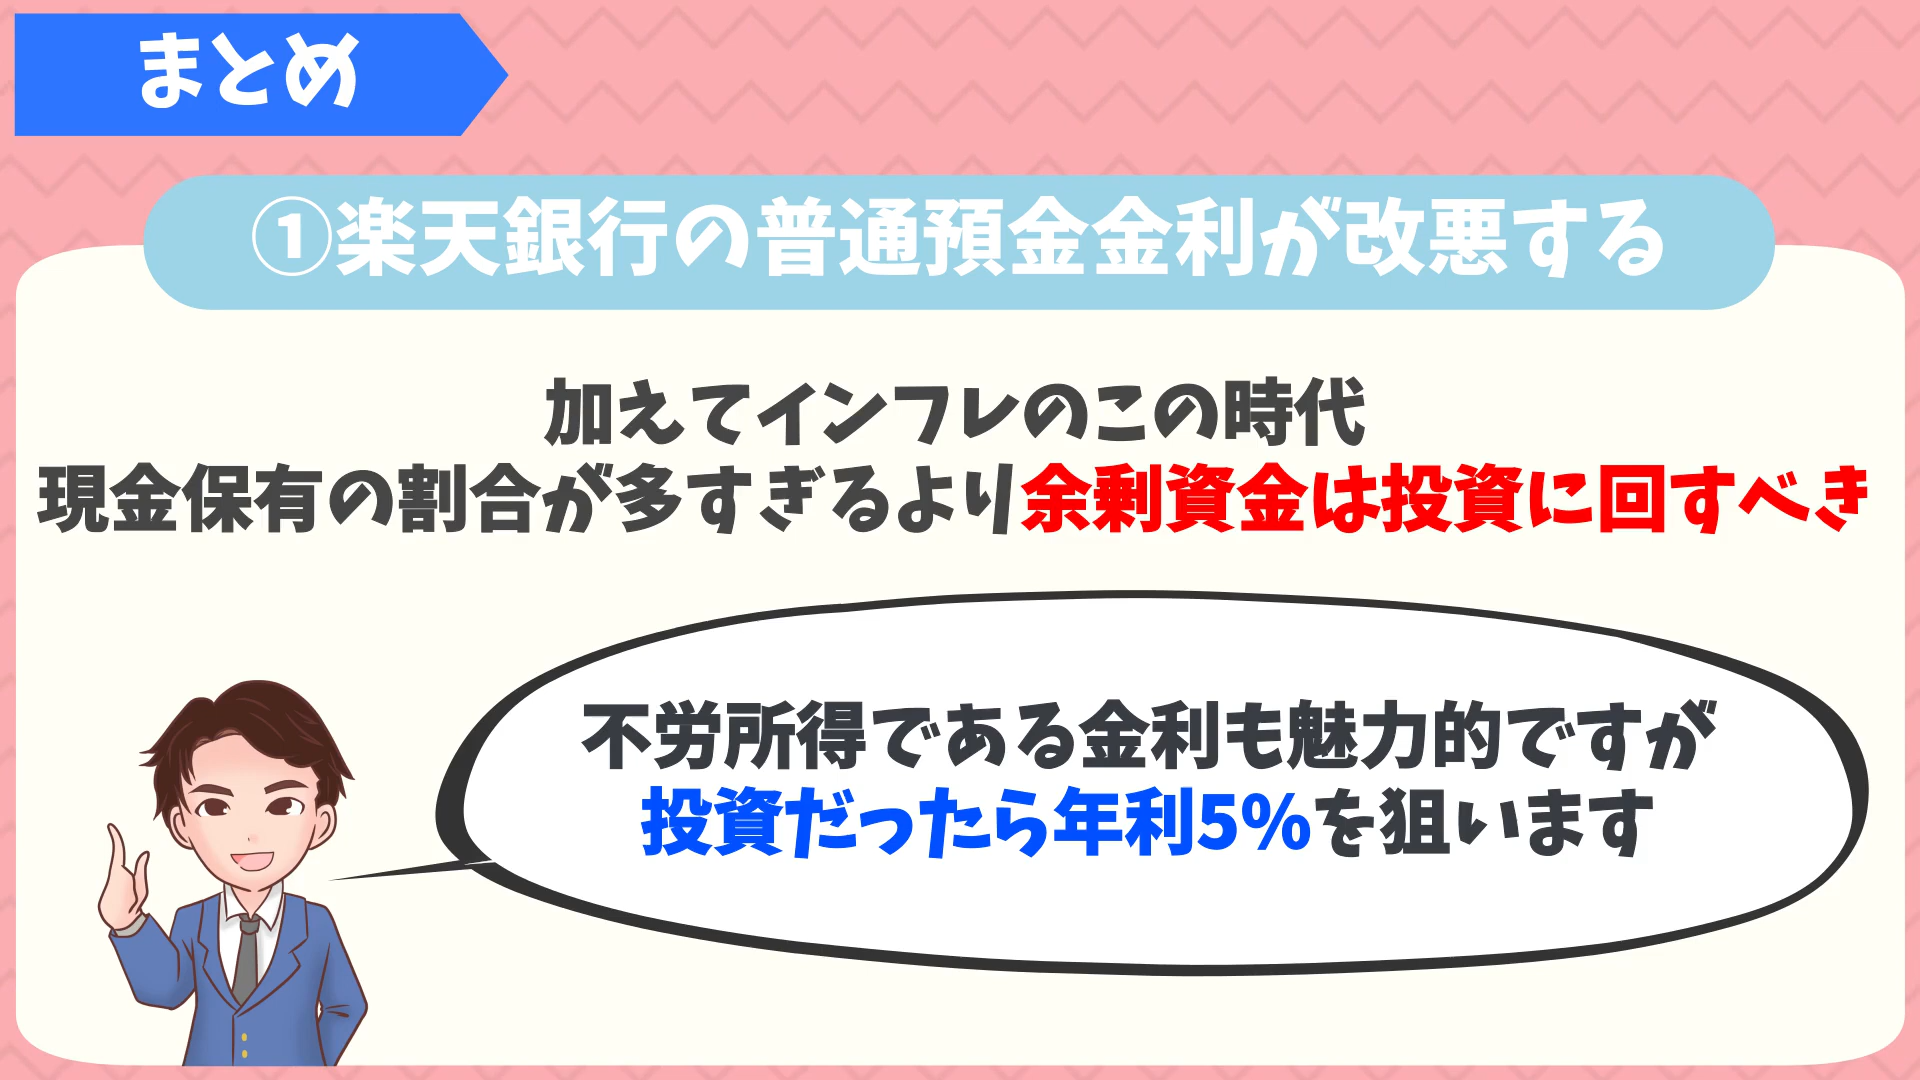 まとめ
①楽天銀行の普通預金金利が改悪する
加えてインフレのこの時代
現金保有の割合が多すぎるより余剰資金は投資に回すべき
不労所得である金利も魅力的ですが
投資だったら年利5%を狙います